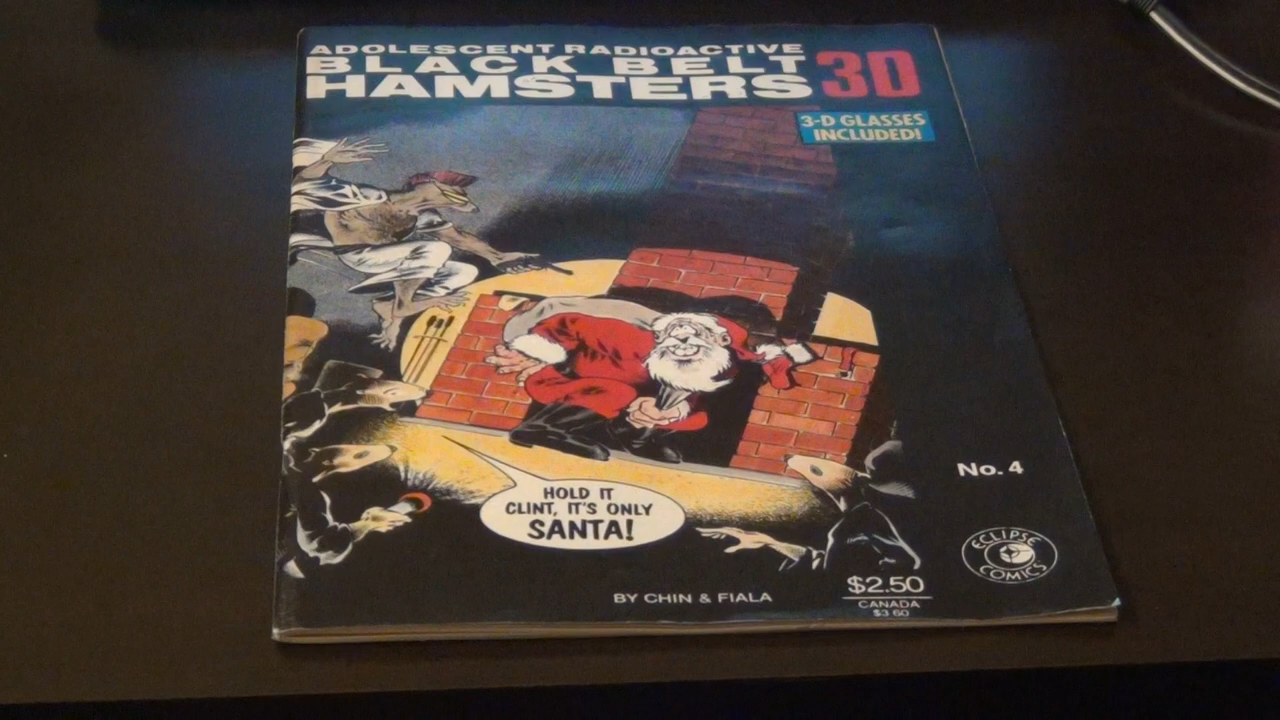 ADOLESCENT RADIOACTIVE
BLACK BELT
HAMSTERS 3D
3-D GLASSES
INCLUDED!
HOLD IT
CLINT, IT'S ONLY
SANTA!
No. 4
ECLIPSE
COMICS
BY CHIN & FIALA
$2.50
CANADA
$3.60